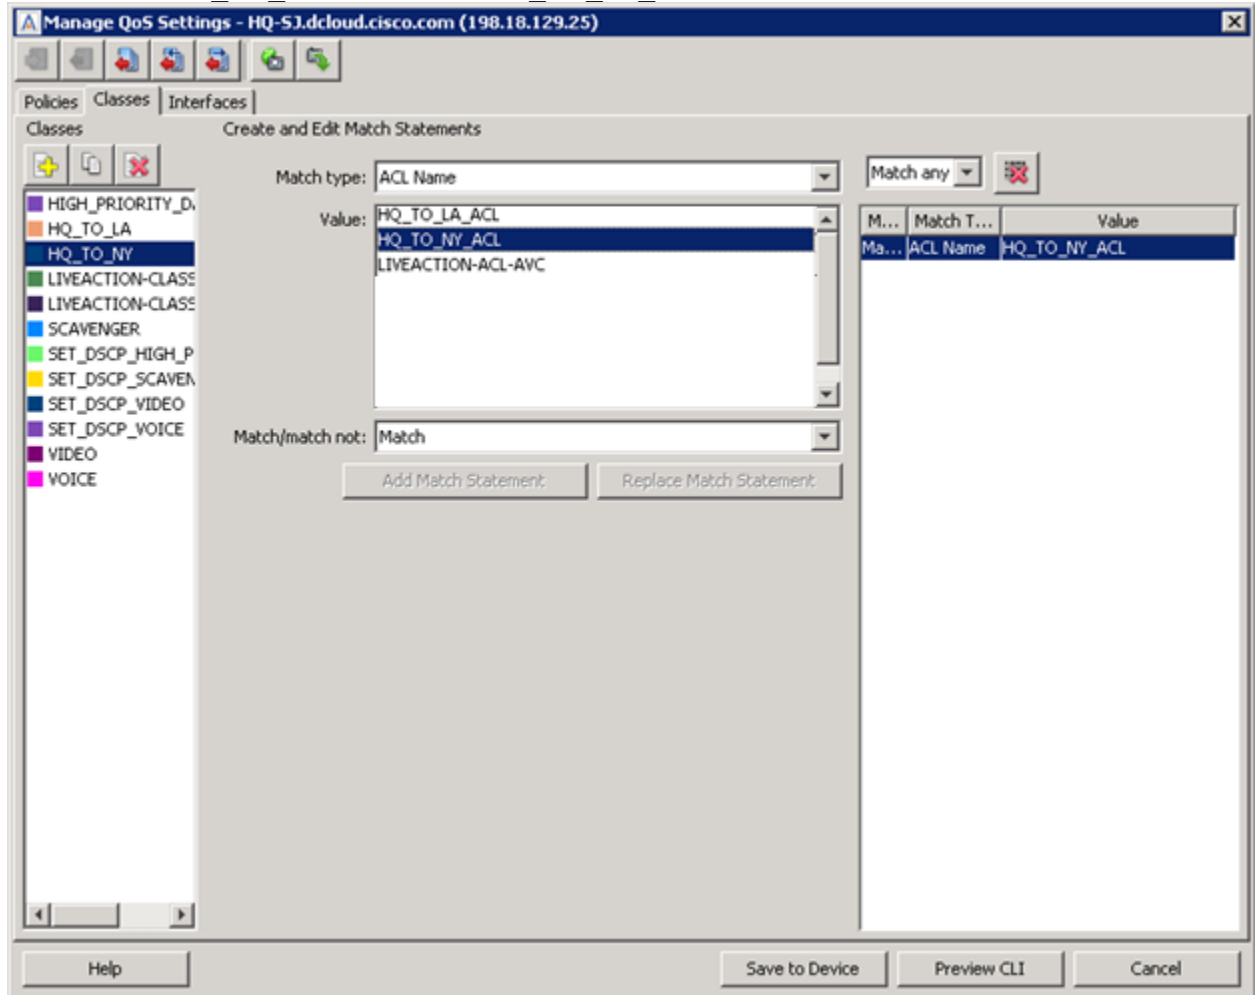 Manage QoS Settings - HQ-SJ.dcloud.cisco.com (198.18.129.25)
Policies Classes Interfaces
Classes
Create and Edit Match Statements
Match type: ACL Name
Match any
HIGH_PRIORITY_D
HQ_TO_LA
HQ_TO_NY
LIVEACTION-CLASS
LIVEACTION-CLASS
SCAVENGER
SET_DSCP_HIGH_P
SET_DSCP_SCAVEN
SET_DSCP_VIDEO
SET_DSCP_VOICE
VIDEO
VOICE
Value: HQ_TO_LA_ACL
HQ_TO_NY_ACL
LIVEACTION-ACL-AVC
Match/match not: Match
Add Match Statement Replace Match Statement
M... Match T... Value
Ma... ACL Name HQ_TO_NY_ACL
Help Save to Device Preview CLI Cancel